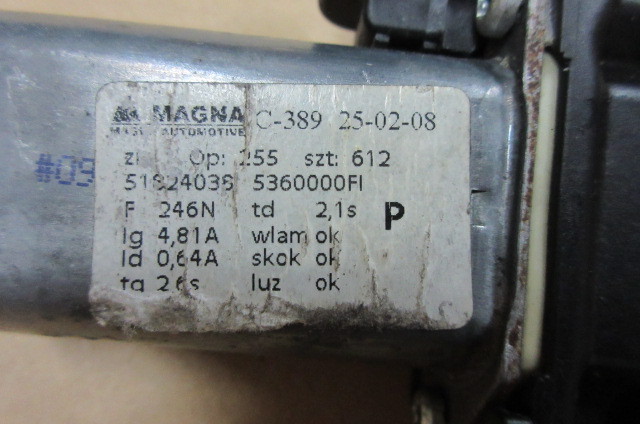 MAGNA C-389 25-02-08
AUTOMOTIVE
Op: 255 szt: 612
#09
51824038 5360000FI
F 246N td 2,1s P
Ig 4,81A wlam ok
Id 0,64A skok ok
tg 2,6s luz ok